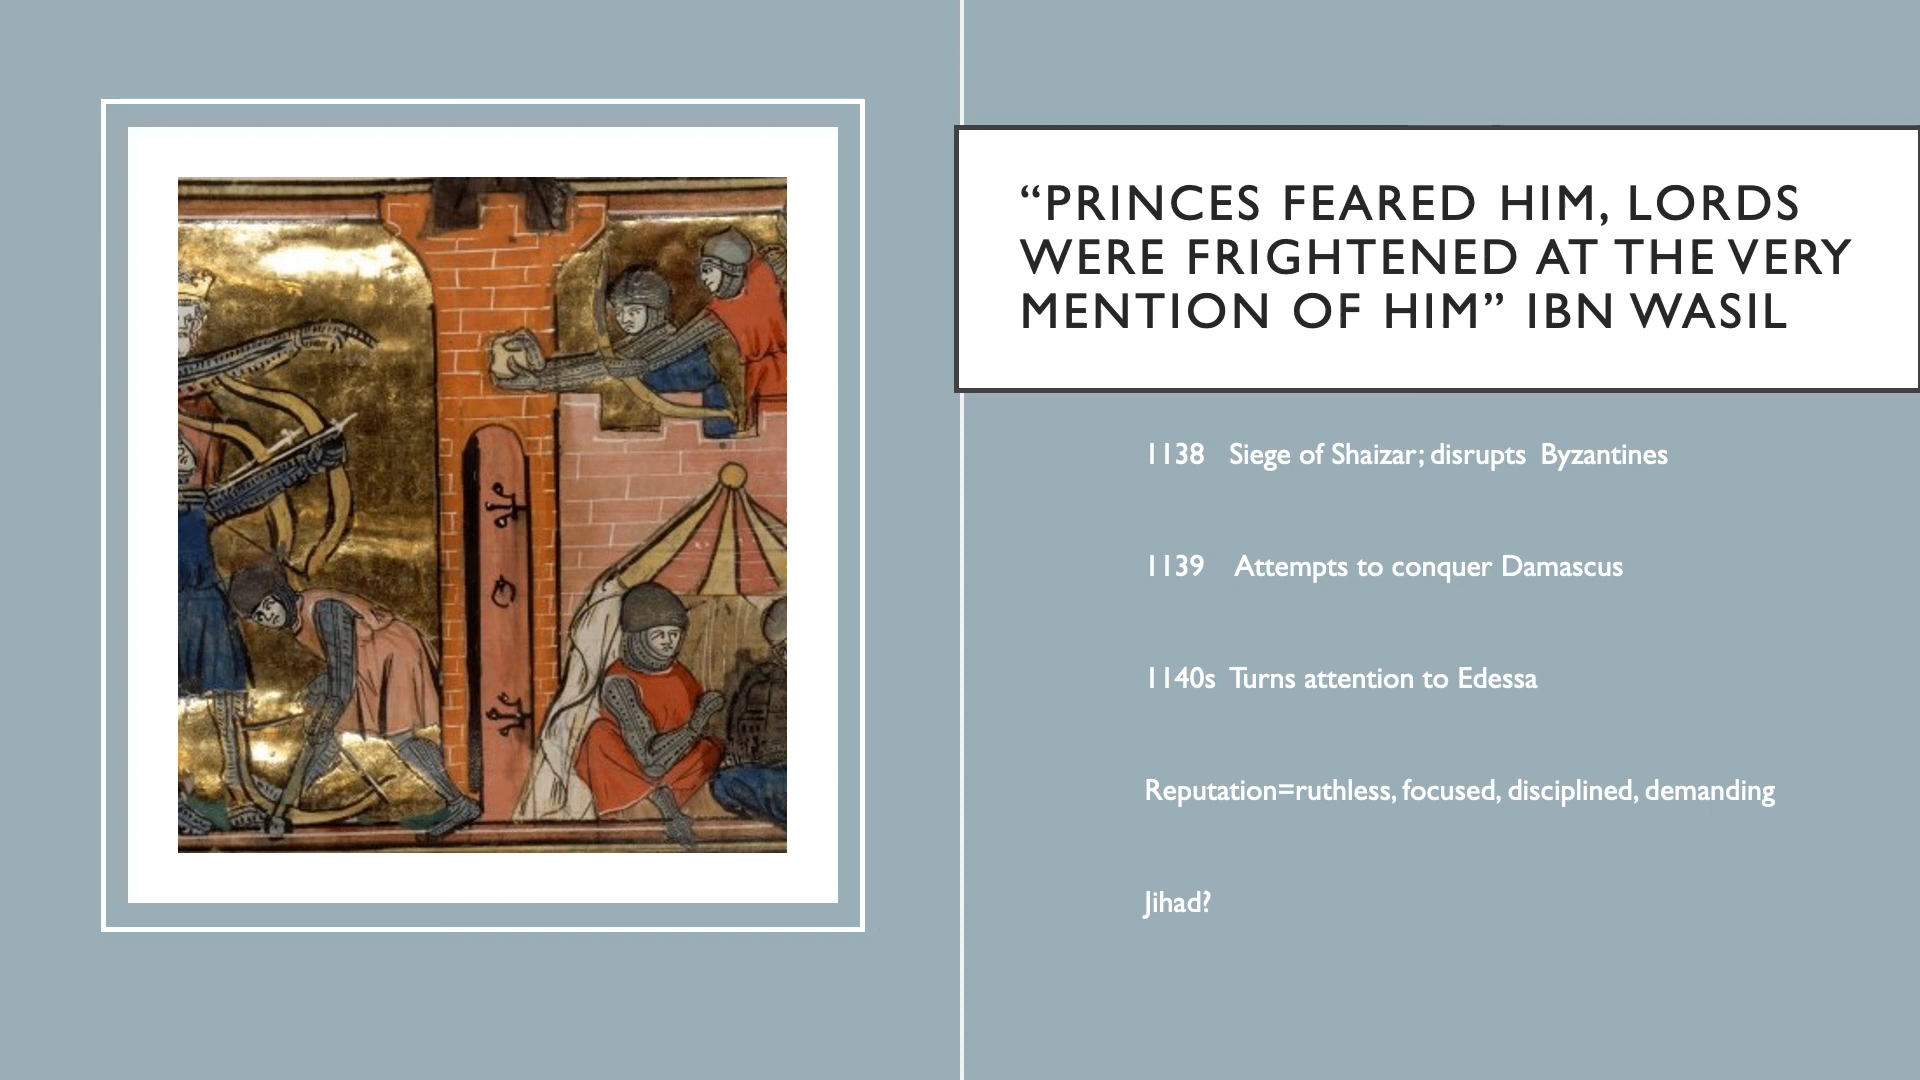 “PRINCES FEARED HIM, LORDS
WERE FRIGHTENED AT THE VERY
MENTION OF HIM” IBN WASIL
1138 Siege of Shaizar; disrupts Byzantines
1139 Attempts to conquer Damascus
1140s Turns attention to Edessa
Reputation=ruthless, focused, disciplined, demanding
Jihad?